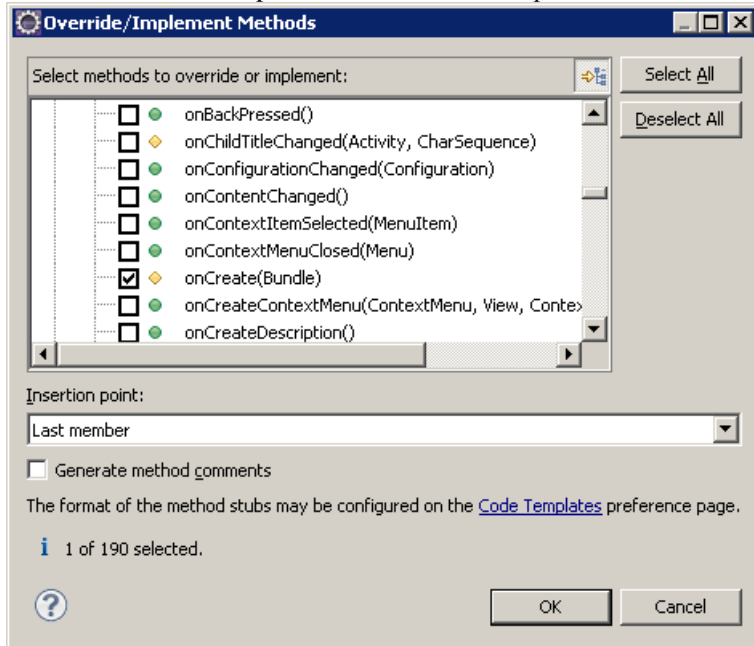 Override/Implement Methods
Select methods to override or implement:
Select All
Deselect All
onBackPressed()
onChildTitleChanged(Activity, CharSequence)
onConfigurationChanged(Configuration)
onContentChanged()
onContextItemSelected(MenuItem)
onContextMenuClosed(Menu)
onCreate(Bundle)
onCreateContextMenu(ContextMenu, View, Contex
onCreateDescription()
Insertion point:
Last member
Generate method comments
The format of the method stubs may be configured on the Code Templates preference page.
i 1 of 190 selected.
? OK Cancel